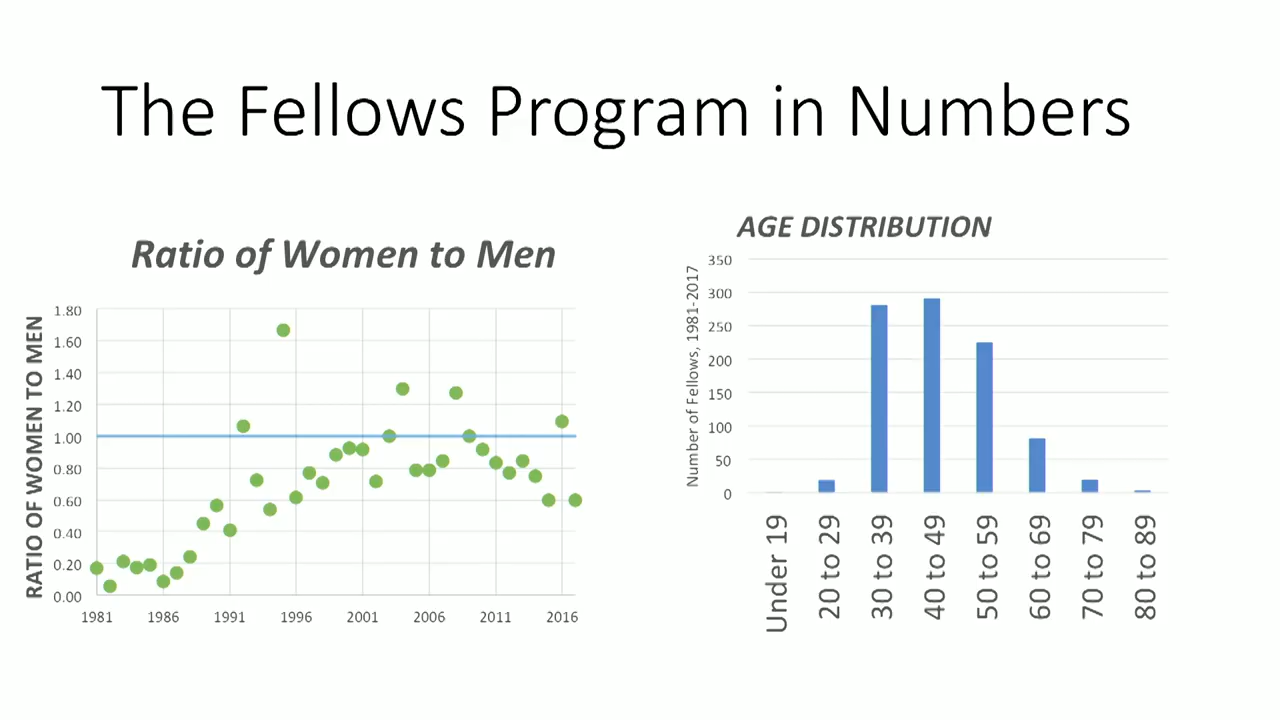 The Fellows Program in Numbers
Ratio of Women to Men
RATIO OF WOMEN TO MEN
1.80
1.60
1.40
1.20
1.00
0.80
0.60
0.40
0.20
0.00
1981 1986 1991 1996 2001 2006 2011 2016
AGE DISTRIBUTION
Number of Fellows, 1981-2017
350
300
250
200
150
100
50
0
Under 19
20 to 29
30 to 39
40 to 49
50 to 59
60 to 69
70 to 79
80 to 89